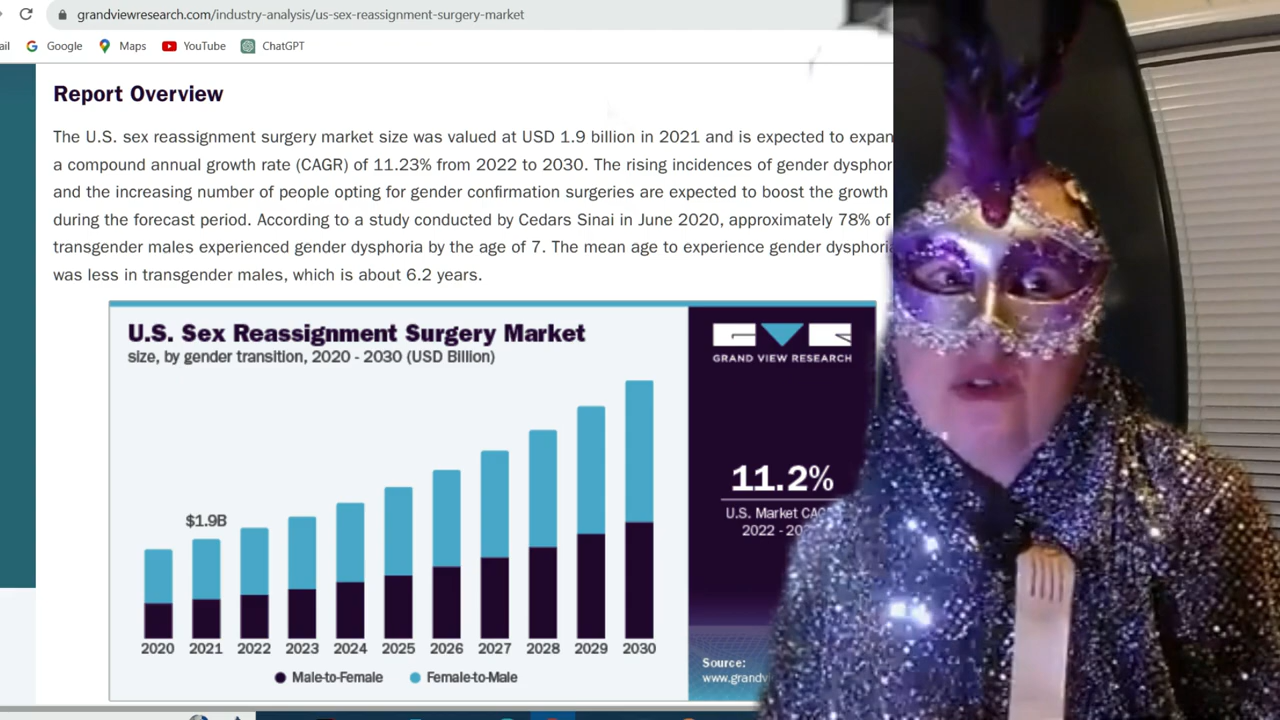 grandviewresearch.com/industry-analysis/us-sex-reassignment-surgery-market
ail Google Maps YouTube ChatGPT
Report Overview
The U.S. sex reassignment surgery market size was valued at USD 1.9 billion in 2021 and is expected to expan
a compound annual growth rate (CAGR) of 11.23% from 2022 to 2030. The rising incidences of gender dysphor
and the increasing number of people opting for gender confirmation surgeries are expected to boost the growth
during the forecast period. According to a study conducted by Cedars Sinai in June 2020, approximately 78% of
transgender males experienced gender dysphoria by the age of 7. The mean age to experience gender dysphoria
was less in transgender males, which is about 6.2 years.
U.S. Sex Reassignment Surgery Market
size, by gender transition, 2020 - 2030 (USD Billion)
GVR
GRAND VIEW RESEARCH
$1.9B
11.2%
U.S. Market CAG
2022 - 20
2020 2021 2022 2023 2024 2025 2026 2027 2028 2029 2030
Male-to-Female Female-to-Male
Source:
www.grandv